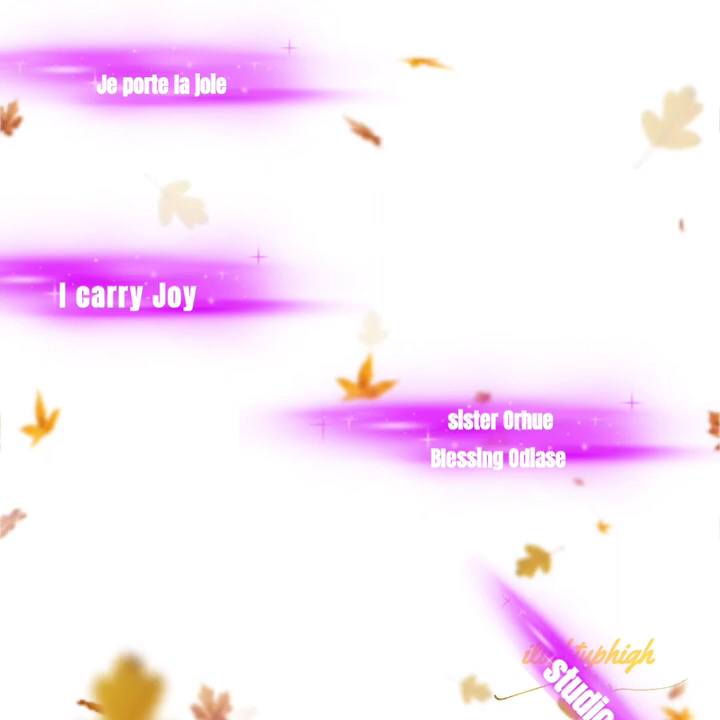 Je porte la joie
I carry Joy
sister Orhue
Blessing Odiase
studio